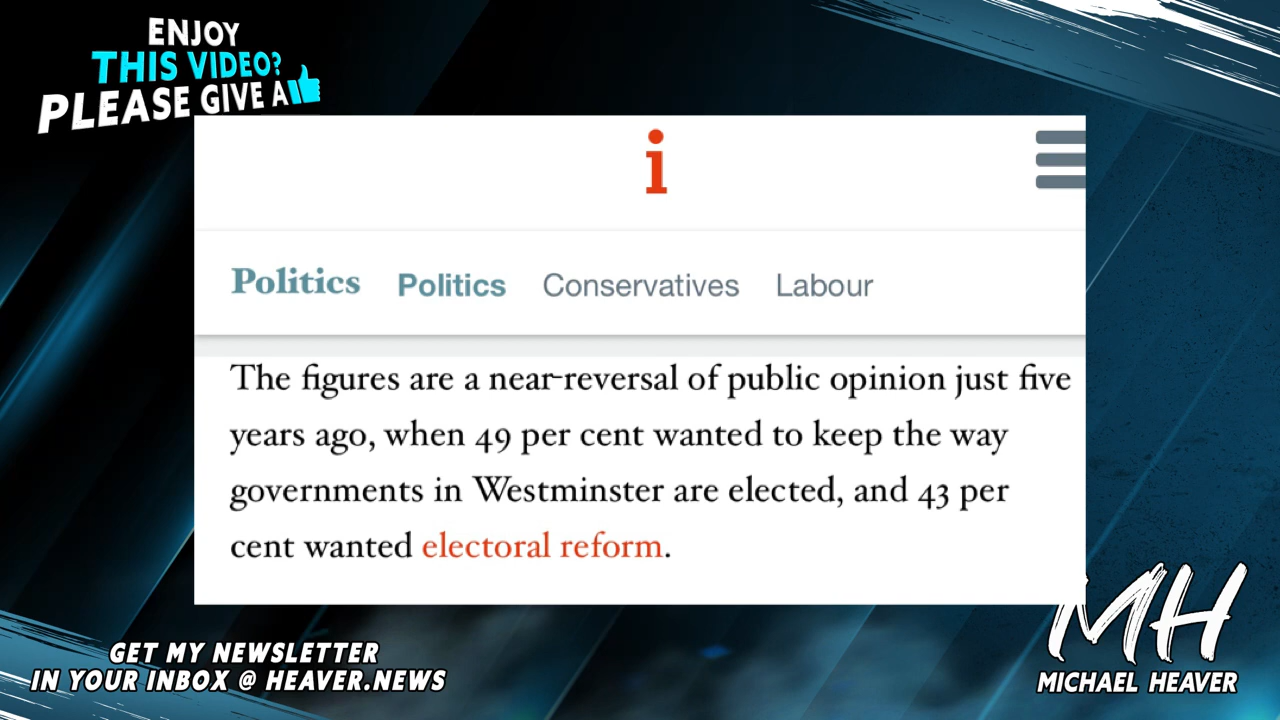 ENJOY
THIS VIDEO?
PLEASE GIVE A
i
Politics Politics Conservatives Labour
The figures are a near-reversal of public opinion just five
years ago, when 49 per cent wanted to keep the way
governments in Westminster are elected, and 43 per
cent wanted electoral reform.
GET MY NEWSLETTER
IN YOUR INBOX @ HEAVER.NEWS
MH
MICHAEL HEAVER